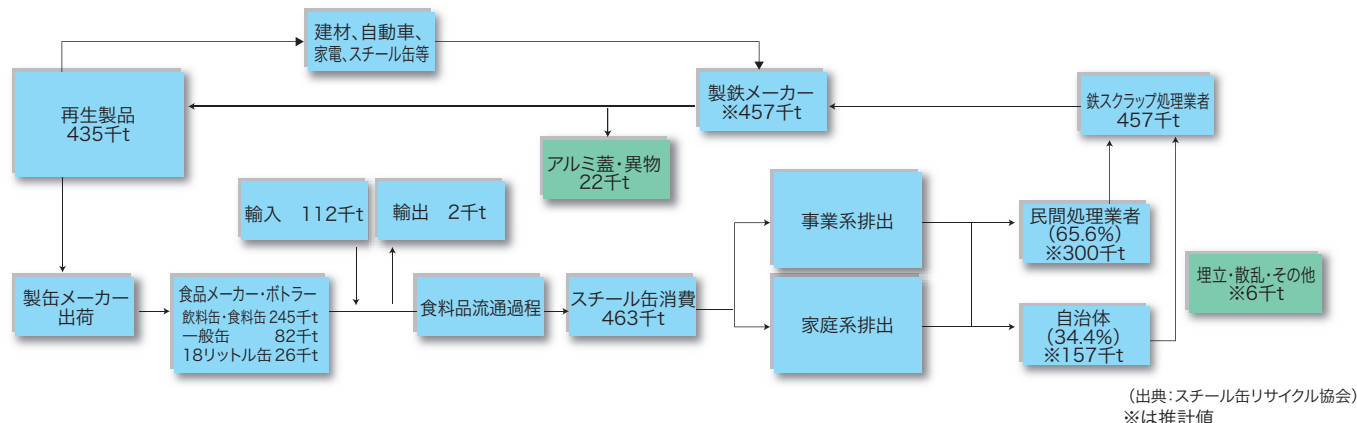 建材、自動車、
家電、スチール缶等
再生製品
435千t
製鉄メーカー
※457千t
鉄スクラップ処理業者
457千t
アルミ蓋・異物
22千t
輸入 112千t
輸出 2千t
事業系排出
民間処理業者
(65.6%)
※300千t
埋立・散乱・その他
※6千t
製缶メーカー
出荷
食品メーカー・ボトラー
飲料缶・食料缶 245千t
一般缶 82千t
18リットル缶 26千t
食料品流通過程
スチール缶消費
463千t
家庭系排出
自治体
(34.4%)
※157千t
（出典：スチール缶リサイクル協会）
※は推計値